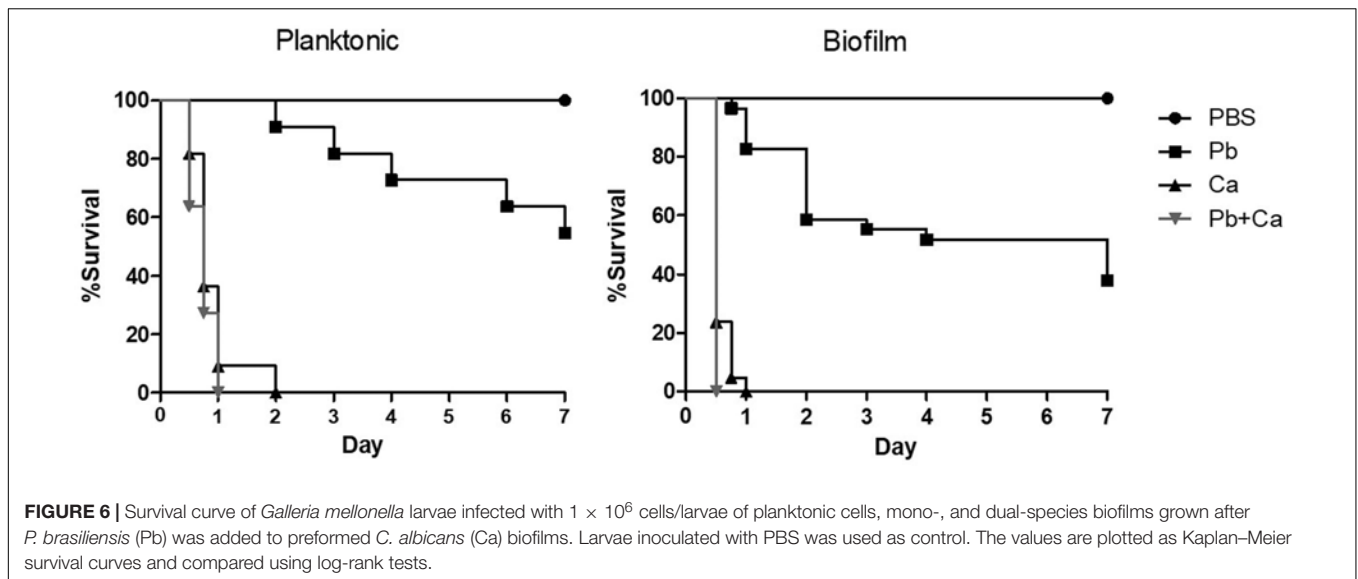 Planktonic
Biofilm
100
80
60
40
20
0
%Survival
0 1 2 3 4 5 6 7
Day
100
80
60
40
20
0
%Survival
0 1 2 3 4 5 6 7
Day
PBS
Pb
Ca
Pb+Ca
FIGURE 6 | Survival curve of Galleria mellonella larvae infected with 1 × 10⁶ cells/larvae of planktonic cells, mono-, and dual-species biofilms grown after
P. brasiliensis (Pb) was added to preformed C. albicans (Ca) biofilms. Larvae inoculated with PBS was used as control. The values are plotted as Kaplan–Meier
survival curves and compared using log-rank tests.